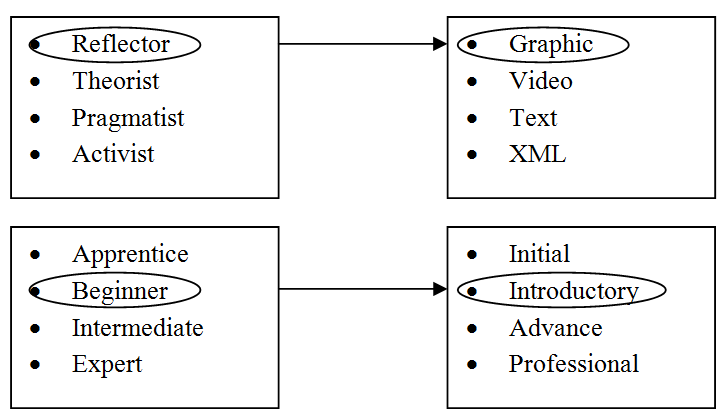 Reflector
Theorist
Pragmatist
Activist
Graphic
Video
Text
XML
Apprentice
Beginner
Intermediate
Expert
Initial
Introductory
Advance
Professional